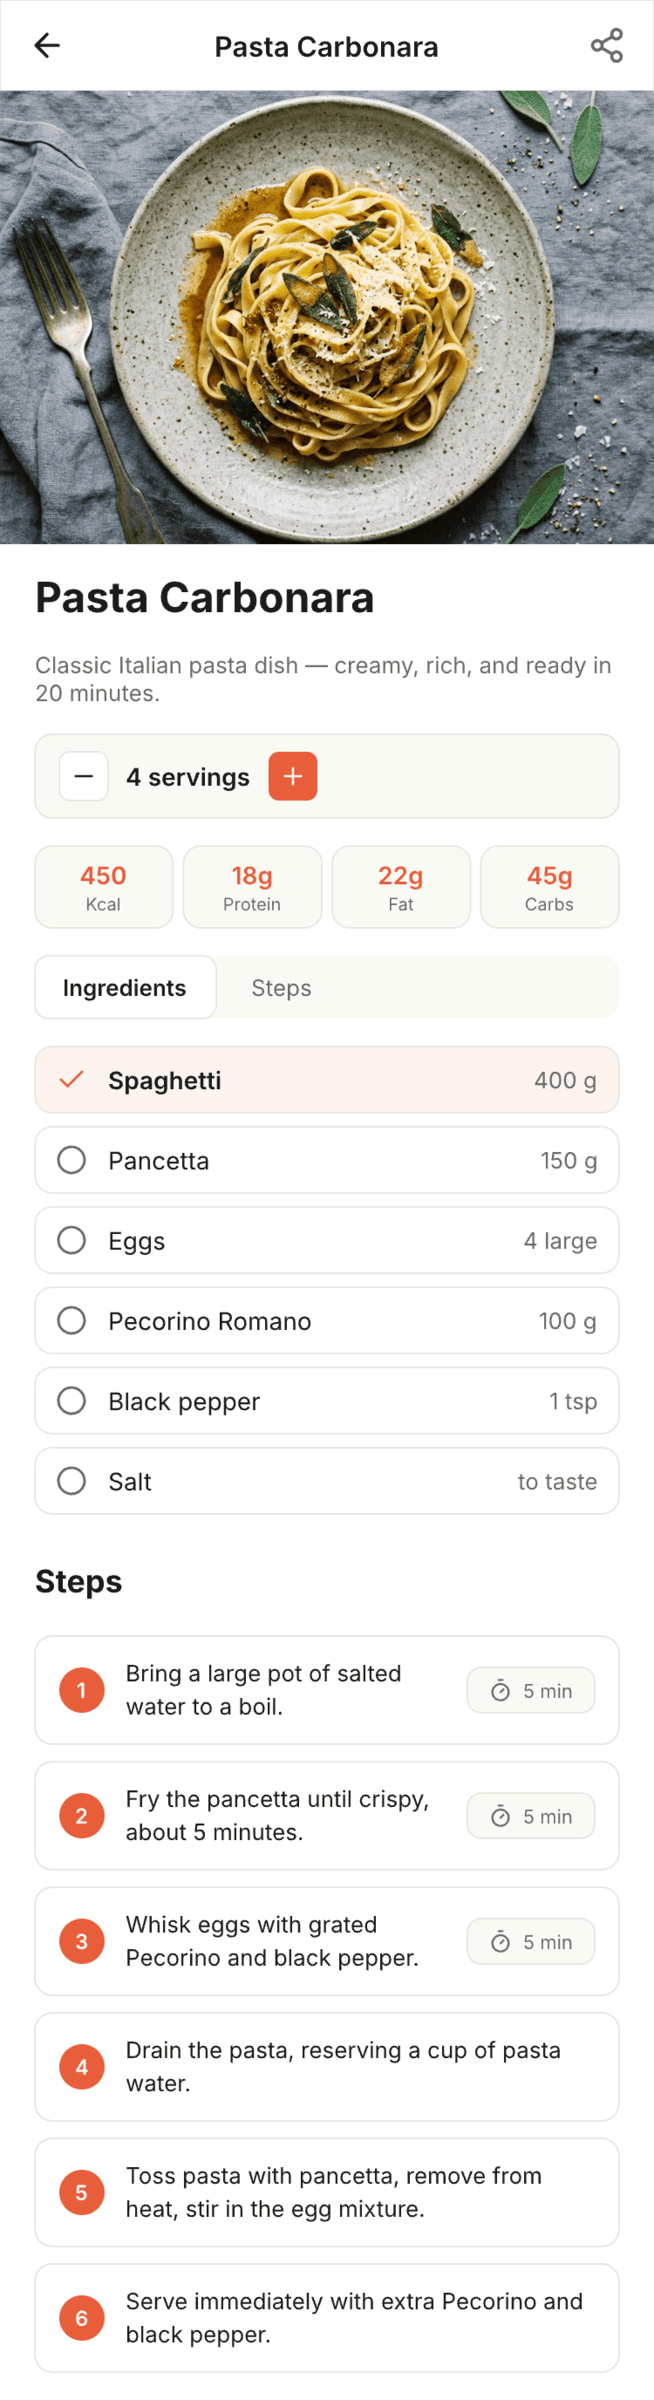 Pasta Carbonara
Pasta Carbonara
Classic Italian pasta dish — creamy, rich, and ready in
20 minutes.
4 servings
450
Kcal
18g
Protein
22g
Fat
45g
Carbs
Ingredients
Steps
Spaghetti
400 g
Pancetta
150 g
Eggs
4 large
Pecorino Romano
100 g
Black pepper
1 tsp
Salt
to taste
Steps
1
Bring a large pot of salted
water to a boil.
5 min
2
Fry the pancetta until crispy,
about 5 minutes.
5 min
3
Whisk eggs with grated
Pecorino and black pepper.
5 min
4
Drain the pasta, reserving a cup of pasta
water.
5
Toss pasta with pancetta, remove from
heat, stir in the egg mixture.
6
Serve immediately with extra Pecorino and
black pepper.